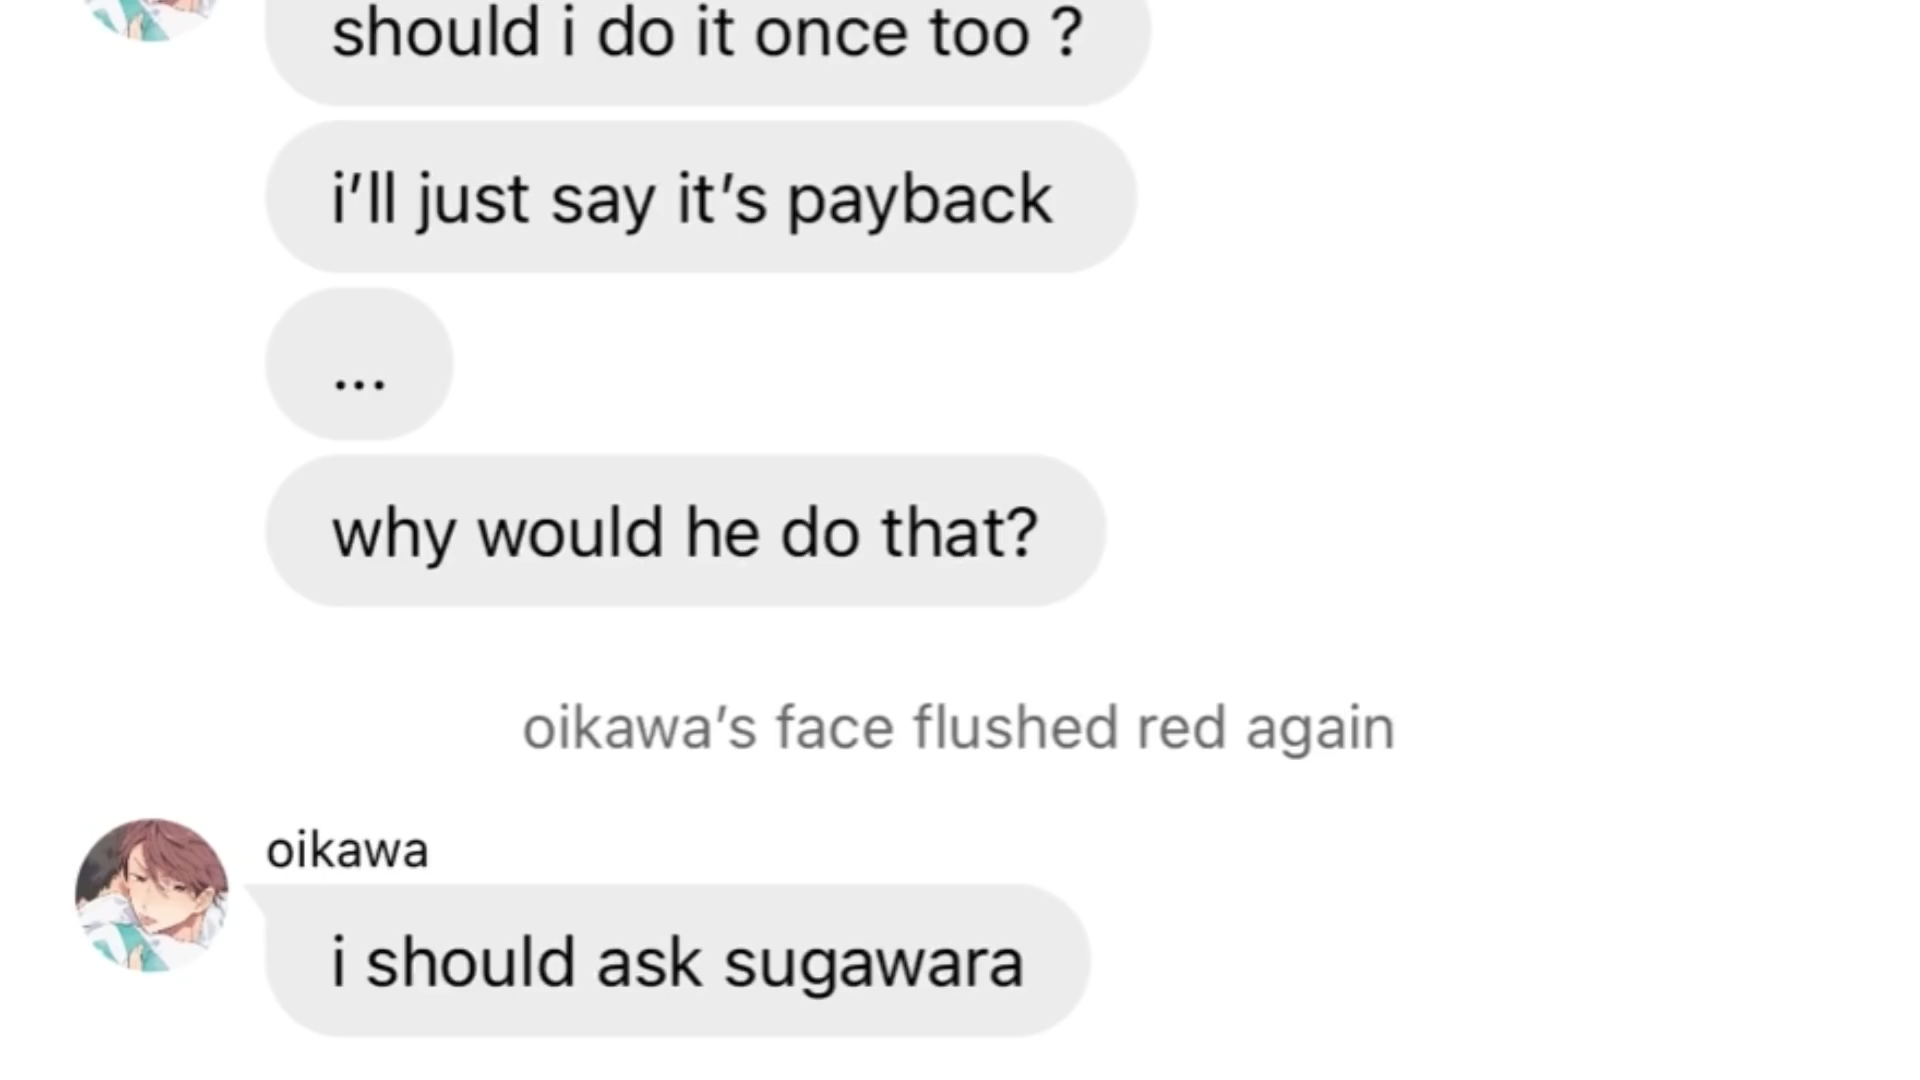 should i do it once too ?
i’ll just say it’s payback
...
why would he do that?
oikawa’s face flushed red again
oikawa
i should ask sugawara